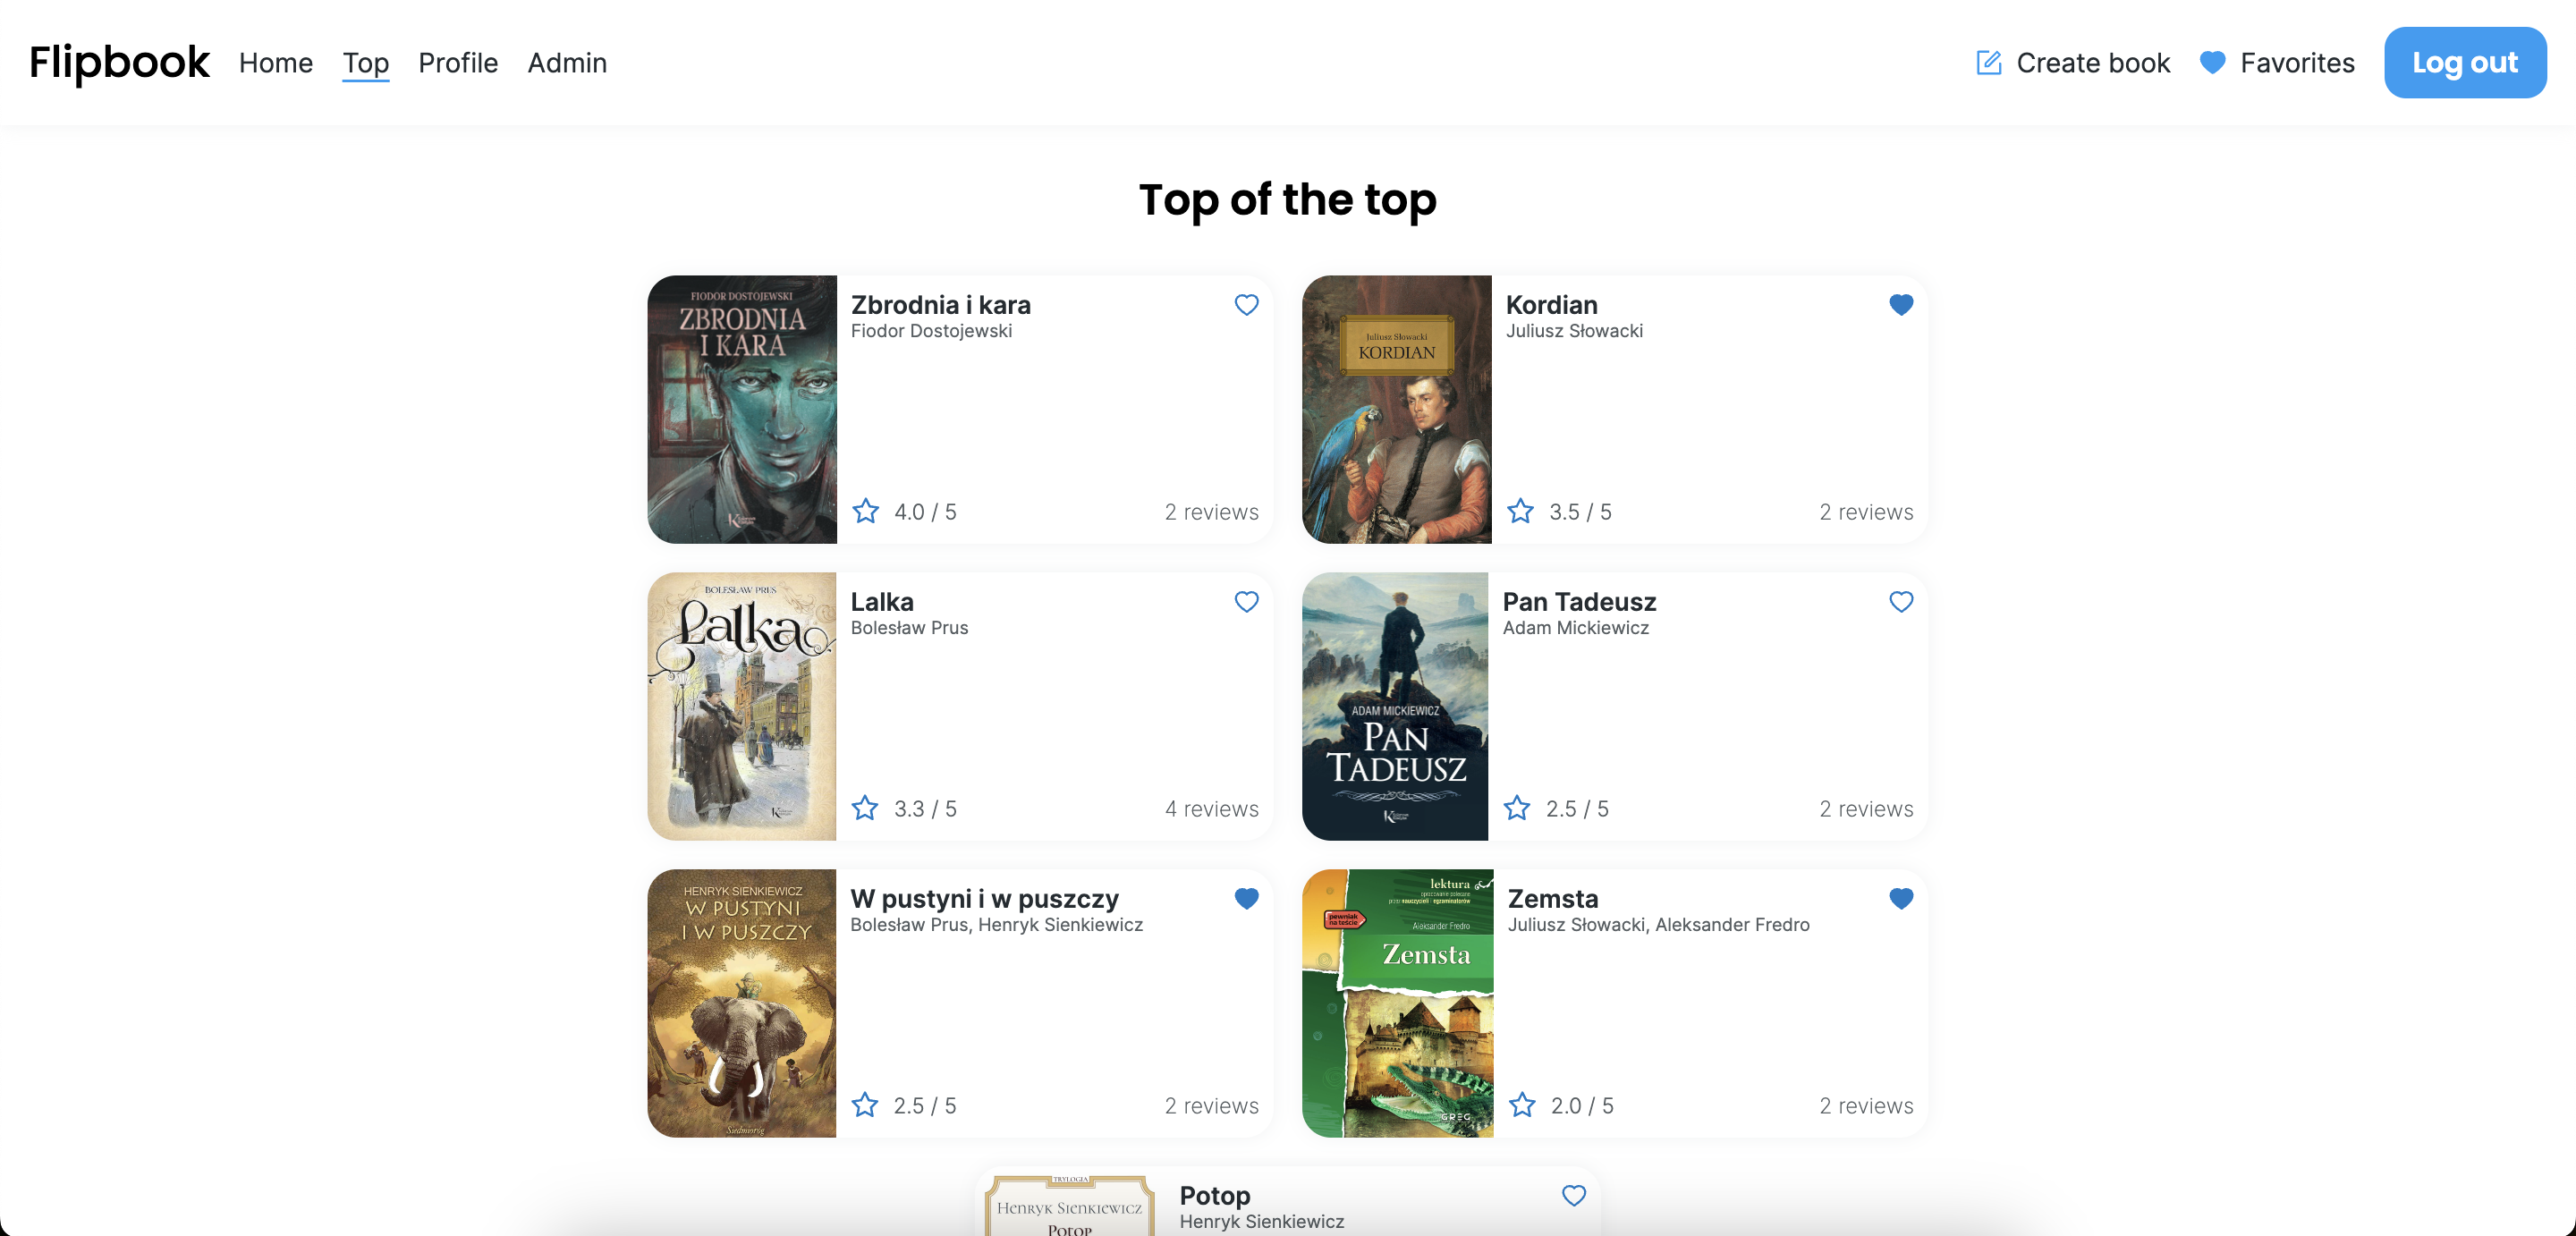 Flipbook Home Top Profile Admin Create book Favorites Log out
Top of the top
FIODOR DOSTOJEWSKI
ZBRODNIA
I KARA
Zbrodnia i kara
Fiodor Dostojewski
4.0 / 5 2 reviews
Juliusz Słowacki
KORDIAN
Kordian
Juliusz Słowacki
3.5 / 5 2 reviews
BOLESŁAW PRUS
Lalka
Lalka
Bolesław Prus
3.3 / 5 4 reviews
ADAM MICKIEWICZ
PAN
TADEUSZ
Pan Tadeusz
Adam Mickiewicz
2.5 / 5 2 reviews
HENRYK SIENKIEWICZ
W PUSTYNI
I W PUSZCZY
Siedmioróg
W pustyni i w puszczy
Bolesław Prus, Henryk Sienkiewicz
2.5 / 5 2 reviews
lektura
pewniak
na teście
Aleksander Fredro
Zemsta
GREG
Zemsta
Juliusz Słowacki, Aleksander Fredro
2.0 / 5 2 reviews
TRYLOGIA
Henryk Sienkiewicz
Potop
Potop
Henryk Sienkiewicz